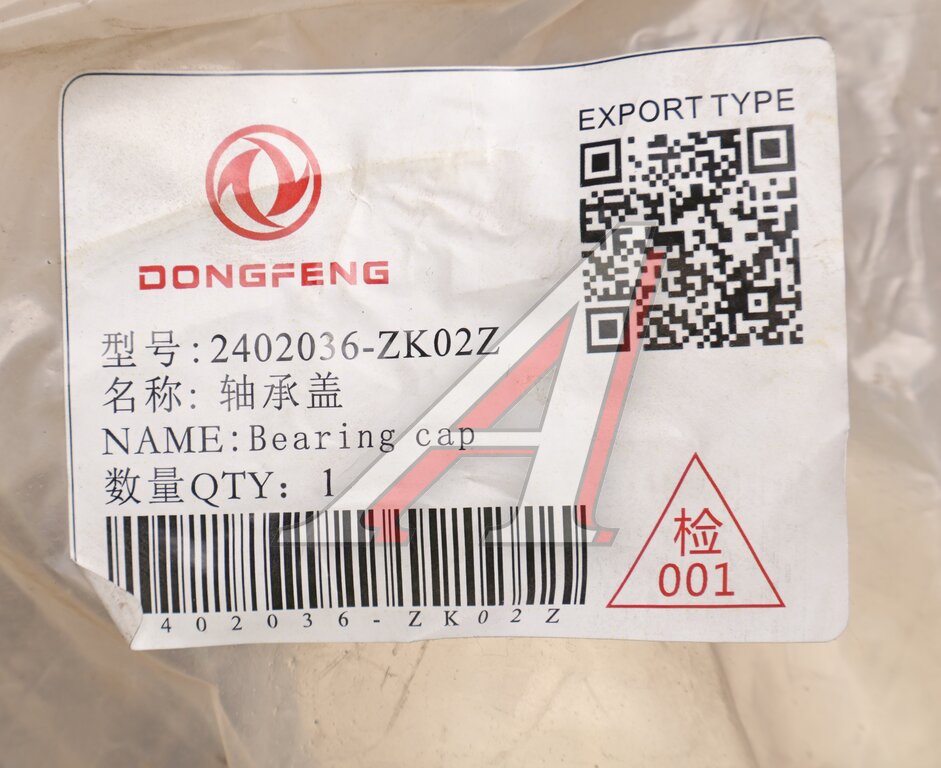 EXPORT TYPE
DONGFENG
型号:2402036-ZK02Z
名称: 轴承盖
NAME:Bearing cap
数量QTY: 1
402036-ZK02Z
检
001